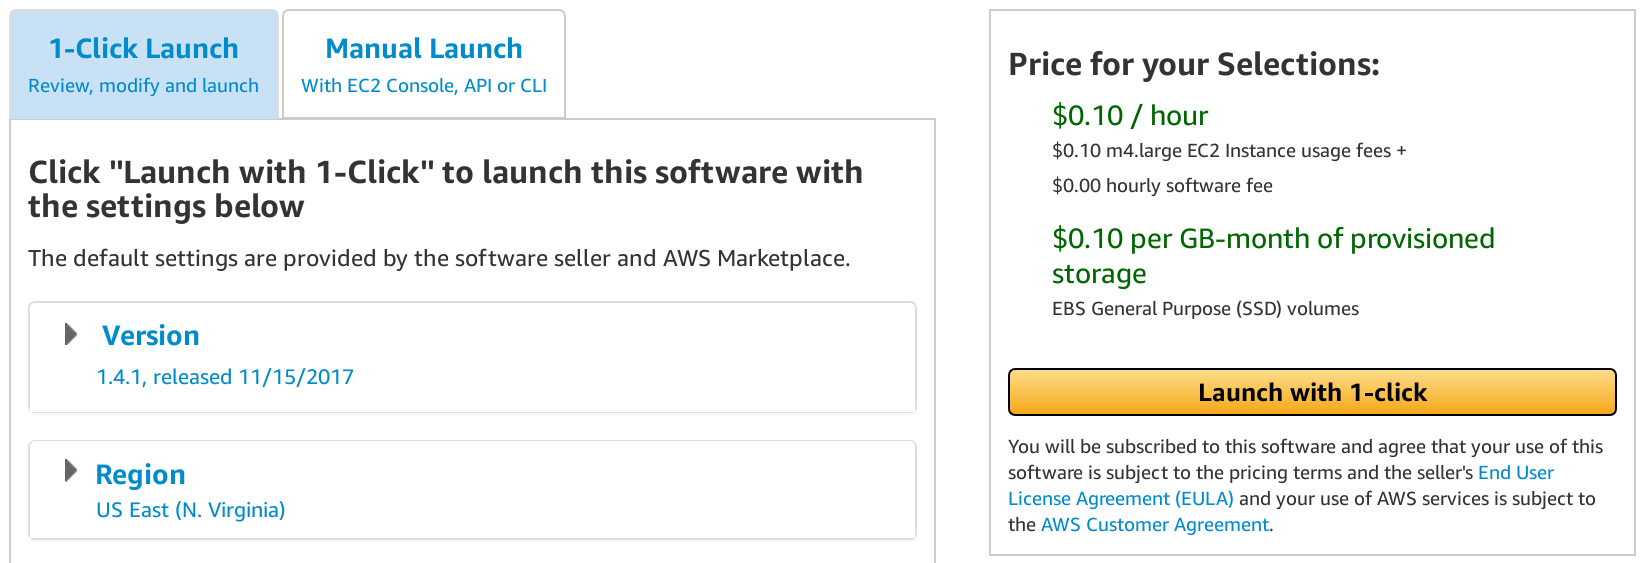 1-Click Launch
Review, modify and launch
Manual Launch
With EC2 Console, API or CLI
Click "Launch with 1-Click" to launch this software with
the settings below
The default settings are provided by the software seller and AWS Marketplace.
Version
1.4.1, released 11/15/2017
Region
US East (N. Virginia)
Price for your Selections:
$0.10 / hour
$0.10 m4.large EC2 Instance usage fees +
$0.00 hourly software fee
$0.10 per GB-month of provisioned
storage
EBS General Purpose (SSD) volumes
Launch with 1-click
You will be subscribed to this software and agree that your use of this
software is subject to the pricing terms and the seller's End User
License Agreement (EULA) and your use of AWS services is subject to
the AWS Customer Agreement.